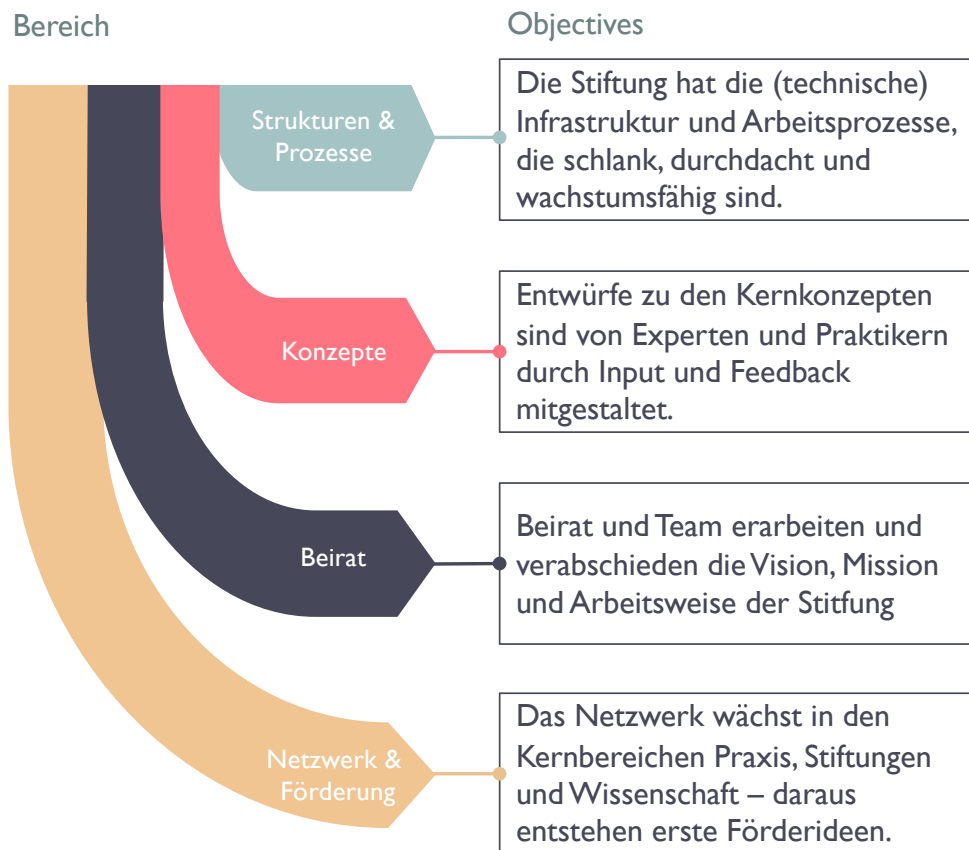 Bereich
Objectives
Strukturen &
Prozesse
Die Stiftung hat die (technische)
Infrastruktur und Arbeitsprozesse,
die schlank, durchdacht und
wachstumsfähig sind.
Konzepte
Entwürfe zu den Kernkonzepten
sind von Experten und Praktikern
durch Input und Feedback
mitgestaltet.
Beirat
Beirat und Team erarbeiten und
verabschieden die Vision, Mission
und Arbeitsweise der Stitfung
Netzwerk &
Förderung
Das Netzwerk wächst in den
Kernbereichen Praxis, Stiftungen
und Wissenschaft – daraus
entstehen erste Förderideen.